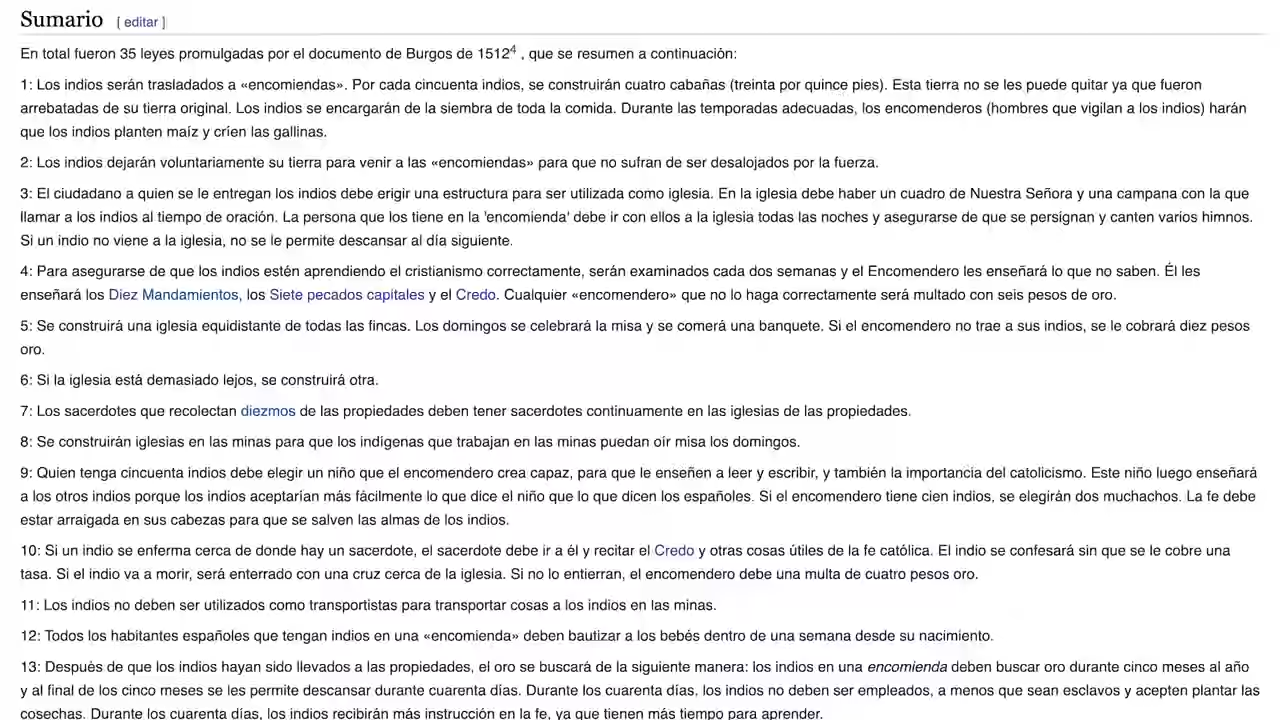 Sumario [ editar ]
En total fueron 35 leyes promulgadas por el documento de Burgos de 1512⁴ , que se resumen a continuación:
1: Los indios serán trasladados a «encomiendas». Por cada cincuenta indios, se construirán cuatro cabañas (treinta por quince pies). Esta tierra no se les puede quitar ya que fueron
arrebatadas de su tierra original. Los indios se encargarán de la siembra de toda la comida. Durante las temporadas adecuadas, los encomenderos (hombres que vigilan a los indios) harán
que los indios planten maíz y críen las gallinas.
2: Los indios dejarán voluntariamente su tierra para venir a las «encomiendas» para que no sufran de ser desalojados por la fuerza.
3: El ciudadano a quien se le entregan los indios debe erigir una estructura para ser utilizada como iglesia. En la iglesia debe haber un cuadro de Nuestra Señora y una campana con la que
llamar a los indios al tiempo de oración. La persona que los tiene en la 'encomienda' debe ir con ellos a la iglesia todas las noches y asegurarse de que se persignan y canten varios himnos.
Si un indio no viene a la iglesia, no se le permite descansar al día siguiente.
4: Para asegurarse de que los indios estén aprendiendo el cristianismo correctamente, serán examinados cada dos semanas y el Encomendero les enseñará lo que no saben. Él les
enseñará los Diez Mandamientos, los Siete pecados capitales y el Credo. Cualquier «encomendero» que no lo haga correctamente será multado con seis pesos de oro.
5: Se construirá una iglesia equidistante de todas las fincas. Los domingos se celebrará la misa y se comerá una banquete. Si el encomendero no trae a sus indios, se le cobrará diez pesos
oro.
6: Si la iglesia está demasiado lejos, se construirá otra.
7: Los sacerdotes que recolectan diezmos de las propiedades deben tener sacerdotes continuamente en las iglesias de las propiedades.
8: Se construirán iglesias en las minas para que los indígenas que trabajan en las minas puedan oír misa los domingos.
9: Quien tenga cincuenta indios debe elegir un niño que el encomendero crea capaz, para que le enseñen a leer y escribir, y también la importancia del catolicismo. Este niño luego enseñará
a los otros indios porque los indios aceptarían más fácilmente lo que dice el niño que lo que dicen los españoles. Si el encomendero tiene cien indios, se elegirán dos muchachos. La fe debe
estar arraigada en sus cabezas para que se salven las almas de los indios.
10: Si un indio se enferma cerca de donde hay un sacerdote, el sacerdote debe ir a él y recitar el Credo y otras cosas útiles de la fe católica. El indio se confesará sin que se le cobre una
tasa. Si el indio va a morir, será enterrado con una cruz cerca de la iglesia. Si no lo entierran, el encomendero debe una multa de cuatro pesos oro.
11: Los indios no deben ser utilizados como transportistas para transportar cosas a los indios en las minas.
12: Todos los habitantes españoles que tengan indios en una «encomienda» deben bautizar a los bebés dentro de una semana desde su nacimiento.
13: Después de que los indios hayan sido llevados a las propiedades, el oro se buscará de la siguiente manera: los indios en una encomienda deben buscar oro durante cinco meses al año
y al final de los cinco meses se les permite descansar durante cuarenta días. Durante los cuarenta días, los indios no deben ser empleados, a menos que sean esclavos y acepten plantar las
cosechas. Durante los cuarenta días, los indios recibirán más instrucción en la fe, ya que tienen más tiempo para aprender.